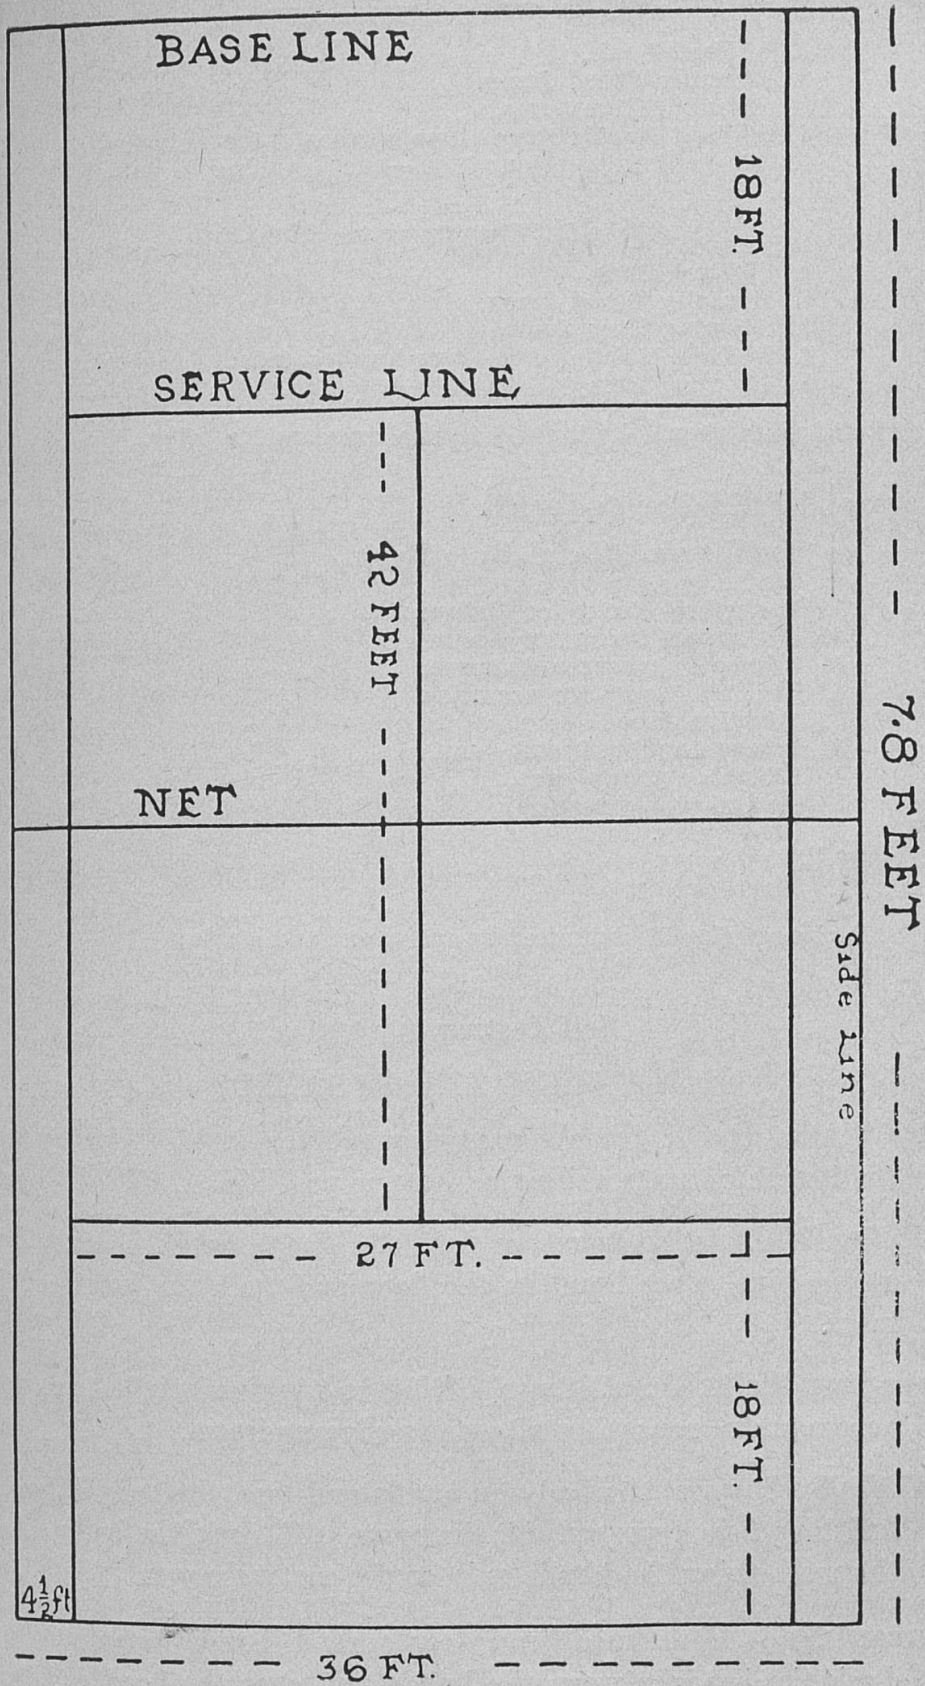 BASE LINE
18 FT.
SERVICE LINE
42 FEET
7.8 FEET
NET
Side Line
27 FT.
18 FT.
4½ ft
36 FT.